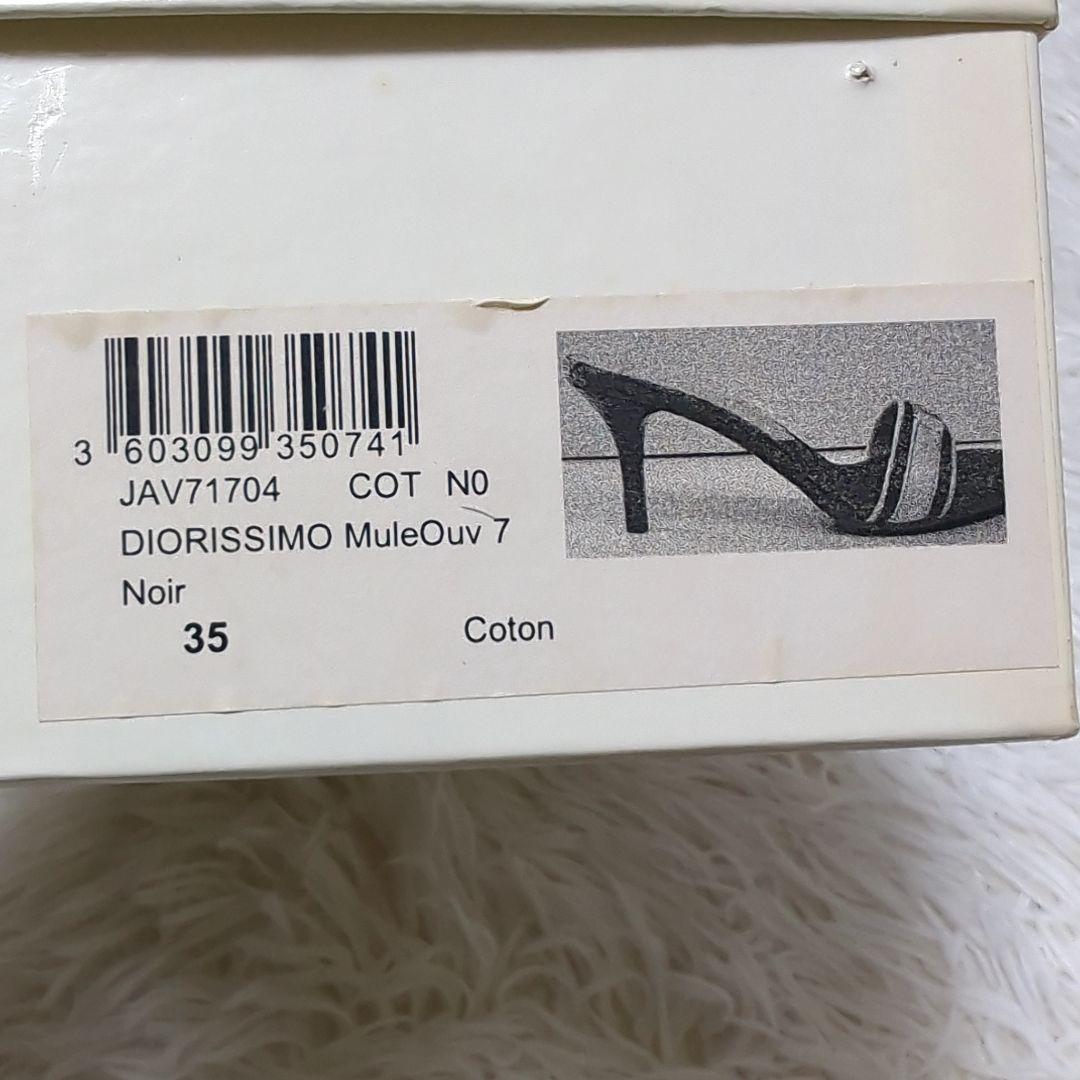 3 603099 350741
JAV71704 COT N0
DIORISSIMO MuleOuv 7
Noir
35 Coton